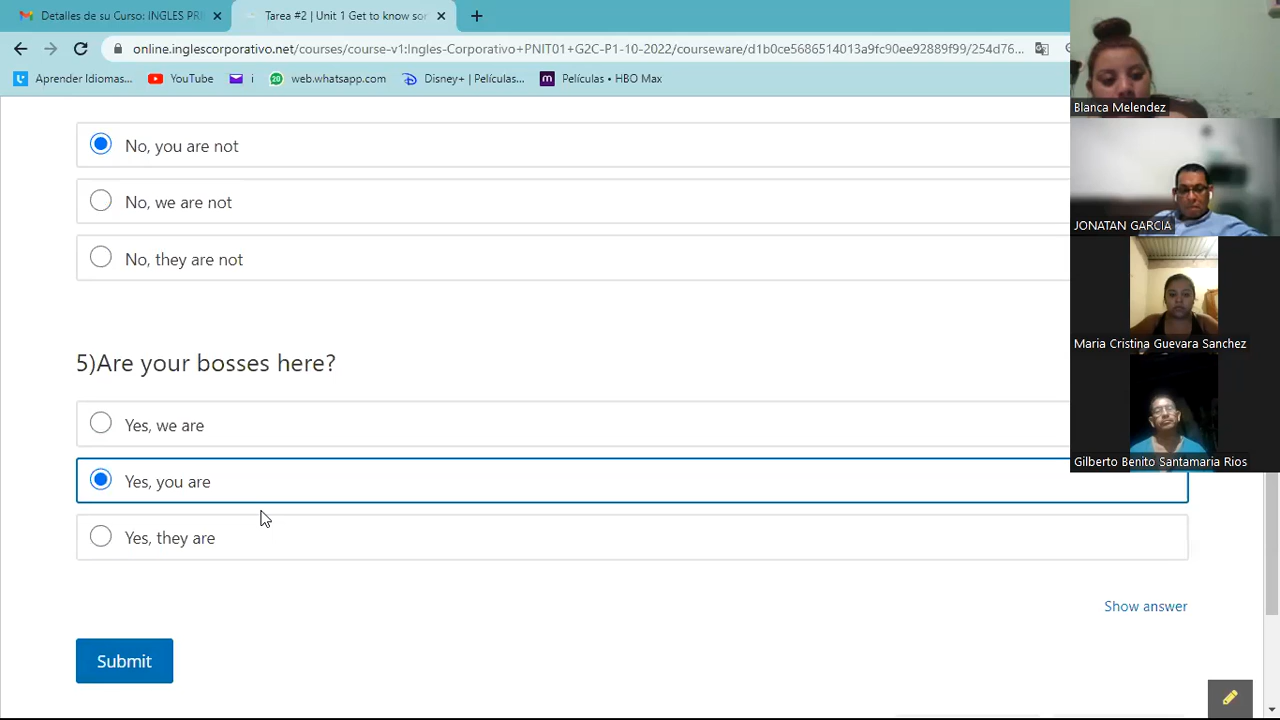 Detalles de su Curso: INGLES PRI
Tarea #2 | Unit 1 Get to know so
online.inglescorporativo.net/courses/course-v1:Ingles-Corporativo+PNIT01+G2C-P1-10-2022/courseware/d1b0ce5686514013a9fc90ee92889f99/254d76...
Aprender Idiomas...
YouTube
i
20
web.whatsapp.com
Disney+ | Películas,...
m
Películas • HBO Max
Blanca Melendez
JONATAN GARCIA
Maria Cristina Guevara Sanchez
Gilberto Benito Santamaria Rios
No, you are not
No, we are not
No, they are not
5)Are your bosses here?
Yes, we are
Yes, you are
Yes, they are
Show answer
Submit